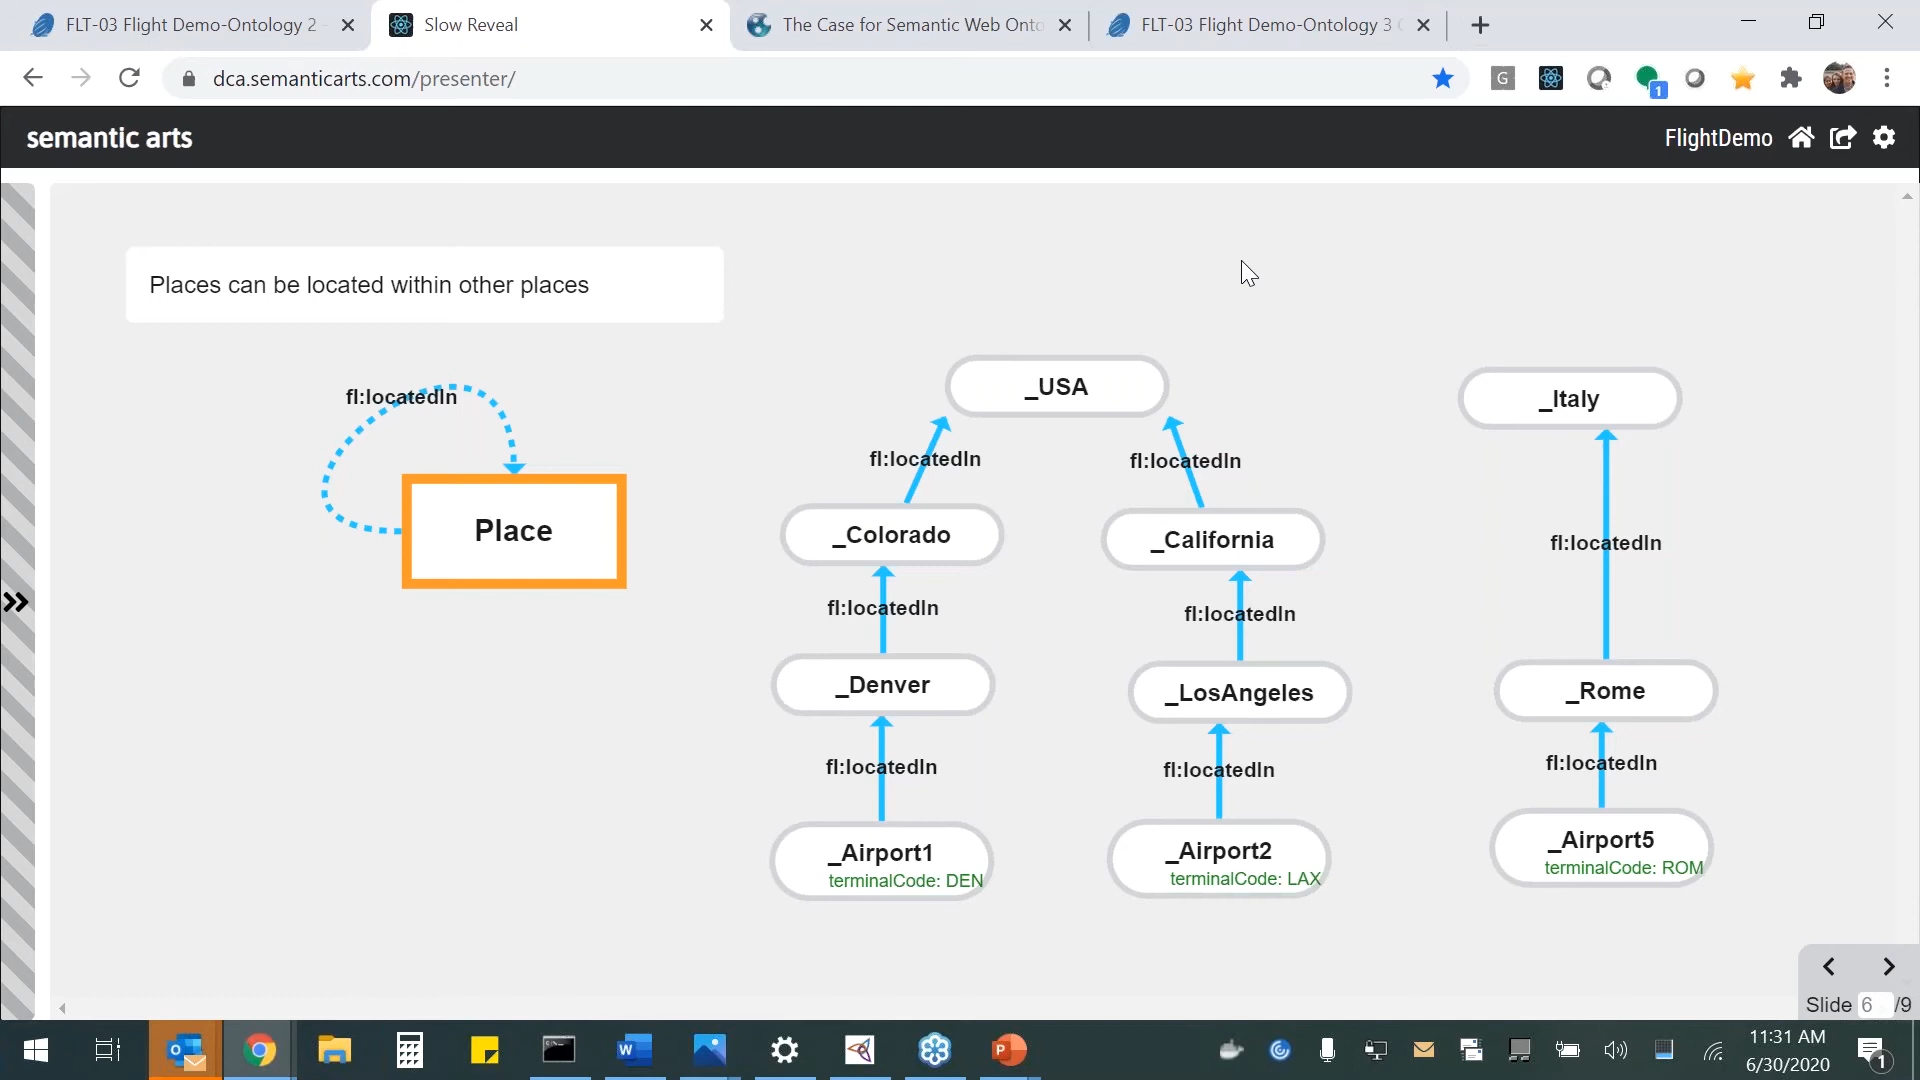 FLT-03 Flight Demo-Ontology 2 -
Slow Reveal
The Case for Semantic Web Onto
FLT-03 Flight Demo-Ontology 3 C
dca.semanticarts.com/presenter/
G
1
semantic arts
FlightDemo
Places can be located within other places
fl:locatedIn
Place
_USA
_Italy
fl:locatedIn
fl:locatedIn
_Colorado
_California
fl:locatedIn
fl:locatedIn
fl:locatedIn
_Denver
_LosAngeles
_Rome
fl:locatedIn
fl:locatedIn
fl:locatedIn
_Airport1
terminalCode: DEN
_Airport2
terminalCode: LAX
_Airport5
terminalCode: ROM
Slide 6 /9
11:31 AM
6/30/2020
1